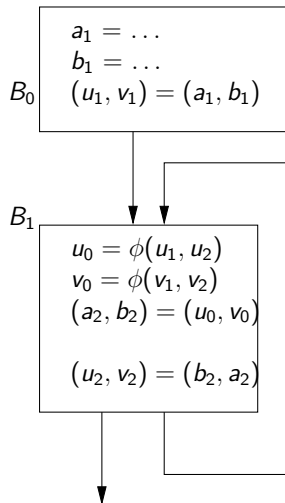 a₁ = …
b₁ = …
B₀ (u₁, v₁) = (a₁, b₁)
B₁
u₀ = ϕ(u₁, u₂)
v₀ = ϕ(v₁, v₂)
(a₂, b₂) = (u₀, v₀)
(u₂, v₂) = (b₂, a₂)